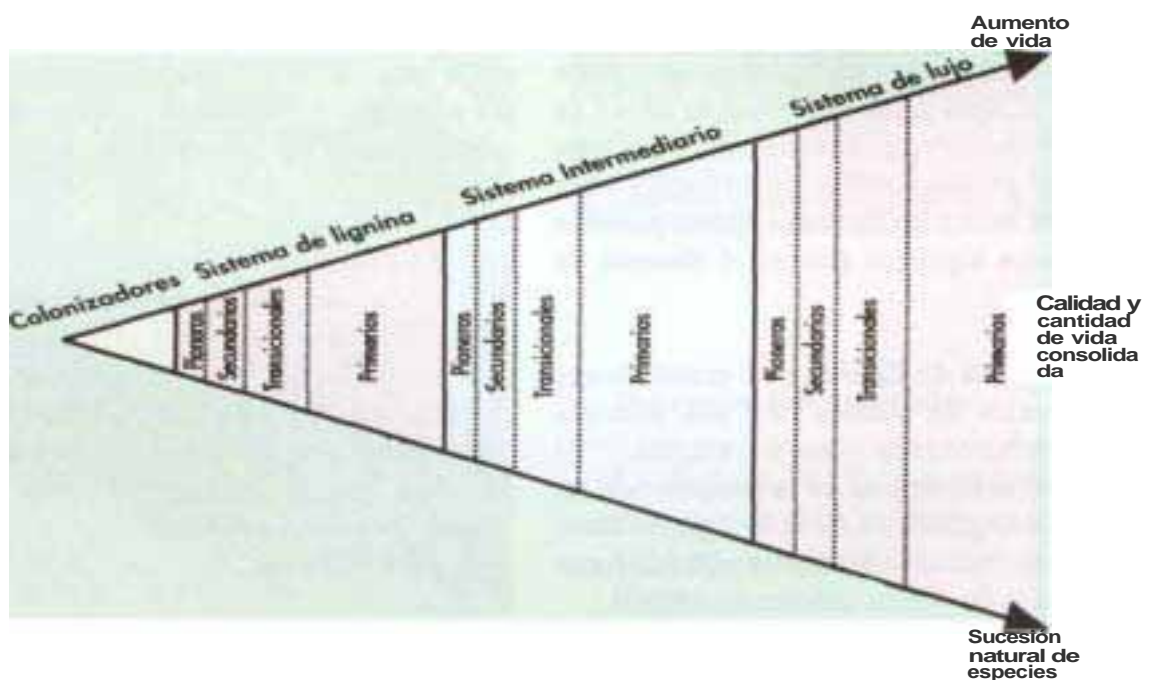 Aumento
de vida
Sistema de lujo
Sistema Intermediario
Sistema de lignina
Colonizadores
Pioneros
Secundarios
Transicionales
Primarios
Pioneros
Secundarios
Transicionales
Primarios
Pioneros
Secundarios
Transicionales
Primarios
Calidad y
cantidad
de vida
consolida
da
Sucesión
natural de
especies